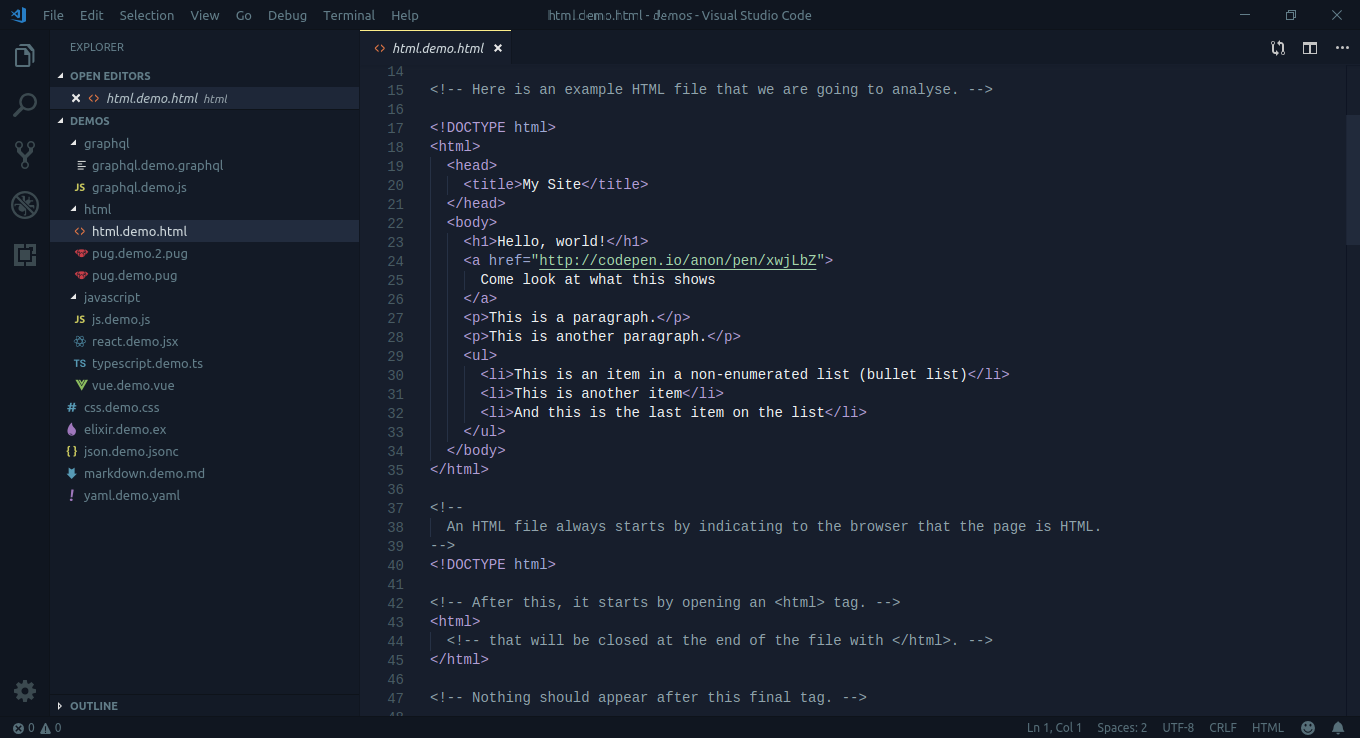 File Edit Selection View Go Debug Terminal Help
html.demo.html - demos - Visual Studio Code
EXPLORER
OPEN EDITORS
html.demo.html html
DEMOS
graphql
graphql.demo.graphql
JS graphql.demo.js
html
<> html.demo.html
pug.demo.2.pug
pug.demo.pug
javascript
JS js.demo.js
react.demo.jsx
TS typescript.demo.ts
vue.demo.vue
# css.demo.css
elixir.demo.ex
{ } json.demo.jsonc
markdown.demo.md
! yaml.demo.yaml
OUTLINE
<> html.demo.html
14
15 <!-- Here is an example HTML file that we are going to analyse. -->
16
17 <!DOCTYPE html>
18 <html>
19 <head>
20 <title>My Site</title>
21 </head>
22 <body>
23 <h1>Hello, world!</h1>
24 <a href="http://codepen.io/anon/pen/xwjLbZ">
25 Come look at what this shows
26 </a>
27 <p>This is a paragraph.</p>
28 <p>This is another paragraph.</p>
29 <ul>
30 <li>This is an item in a non-enumerated list (bullet list)</li>
31 <li>This is another item</li>
32 <li>And this is the last item on the list</li>
33 </ul>
34 </body>
35 </html>
36
37 <!--
38 An HTML file always starts by indicating to the browser that the page is HTML.
39 -->
40 <!DOCTYPE html>
41
42 <!-- After this, it starts by opening an <html> tag. -->
43 <html>
44 <!-- that will be closed at the end of the file with </html>. -->
45 </html>
46
47 <!-- Nothing should appear after this final tag. -->
48
0 0
Ln 1, Col 1 Spaces: 2 UTF-8 CRLF HTML